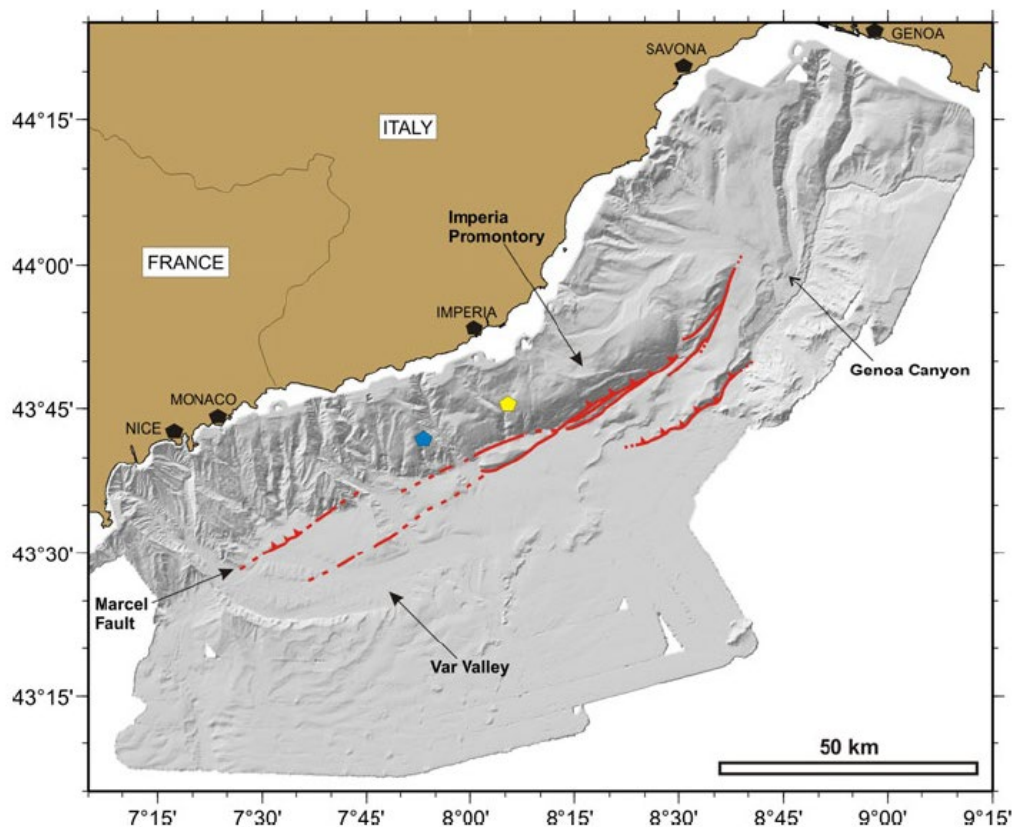 GENOA
SAVONA
44°15'
ITALY
Imperia
Promontory
44°00'
FRANCE
IMPERIA
Genoa Canyon
MONACO
43°45'
NICE
43°30'
Marcel
Fault
Var Valley
43°15'
50 km
7°15'
7°30'
7°45'
8°00'
8°15'
8°30'
8°45'
9°00'
9°15'